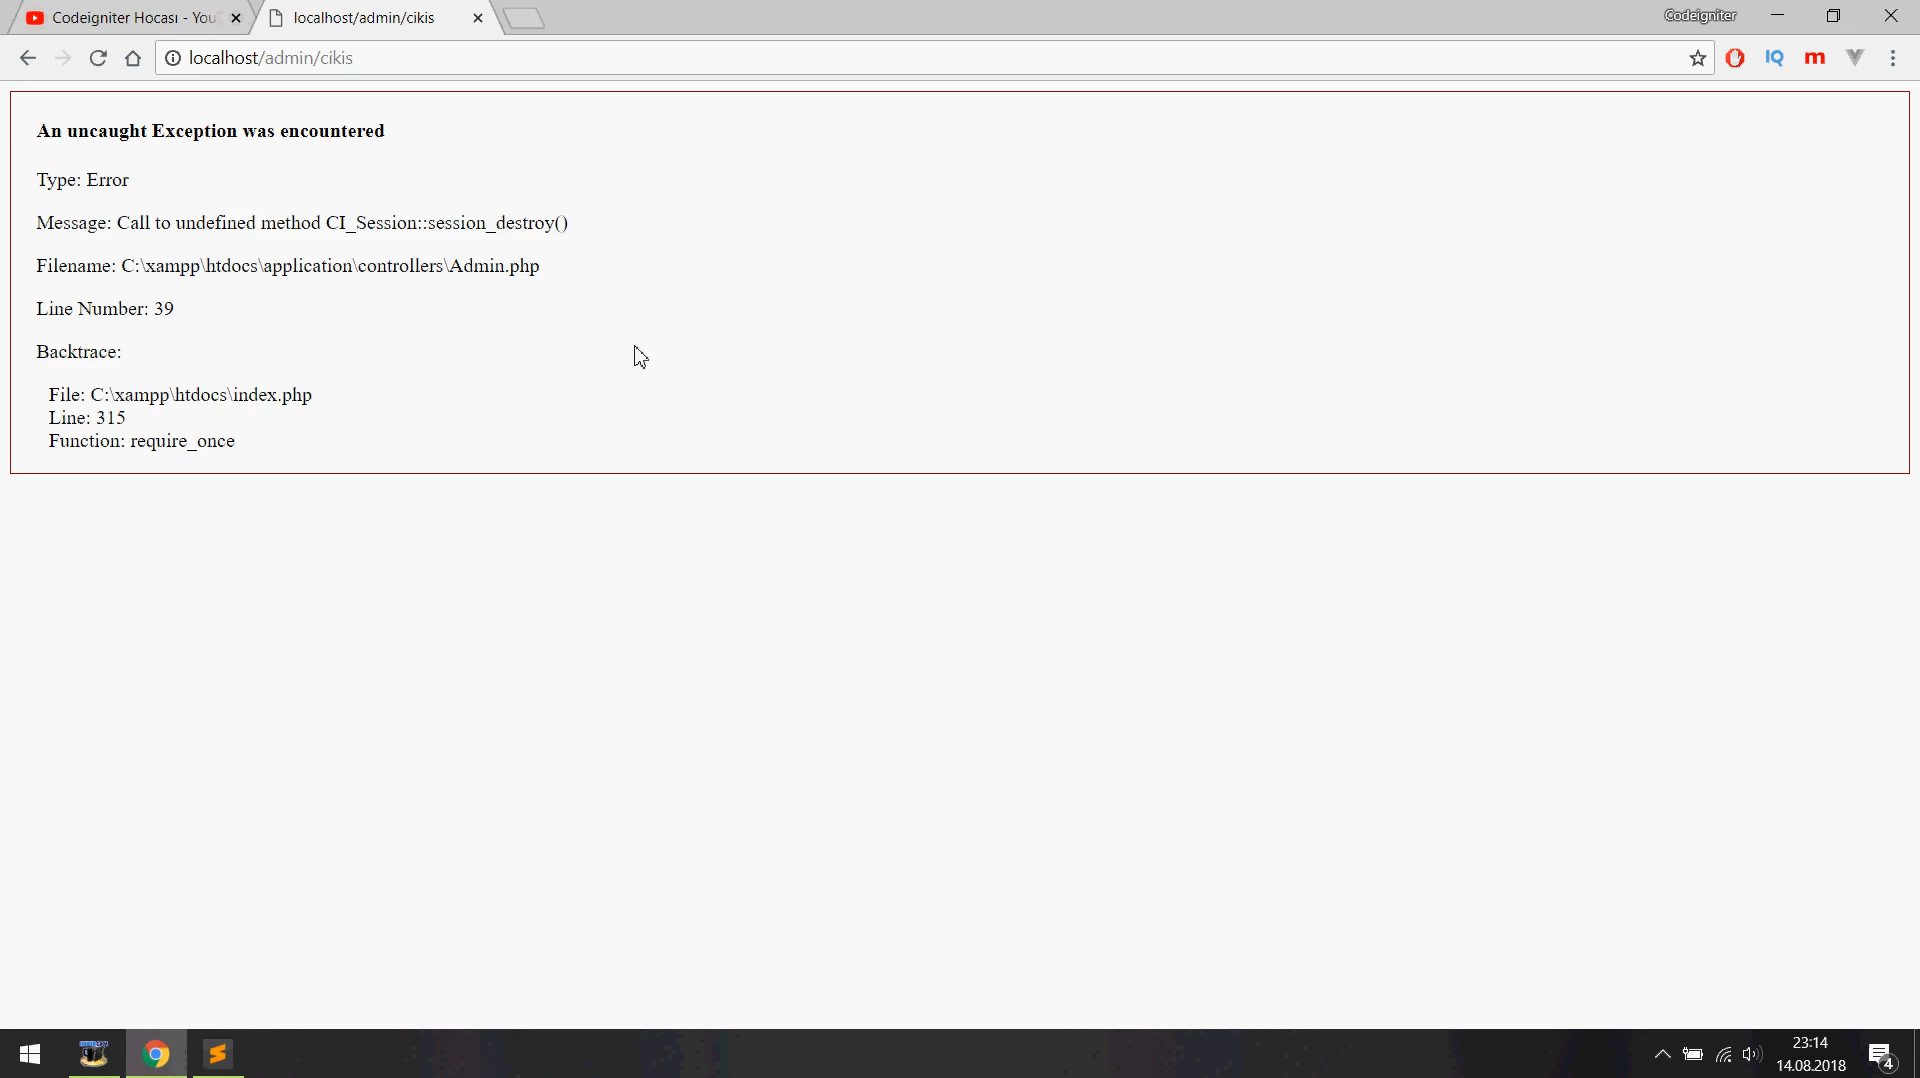 Codeigniter Hocası - You
localhost/admin/cikis
Codeigniter
localhost/admin/cikis
IQ
m
An uncaught Exception was encountered
Type: Error
Message: Call to undefined method CI_Session::session_destroy()
Filename: C:\xampp\htdocs\application\controllers\Admin.php
Line Number: 39
Backtrace:
File: C:\xampp\htdocs\index.php
Line: 315
Function: require_once
23:14
14.08.2018
4